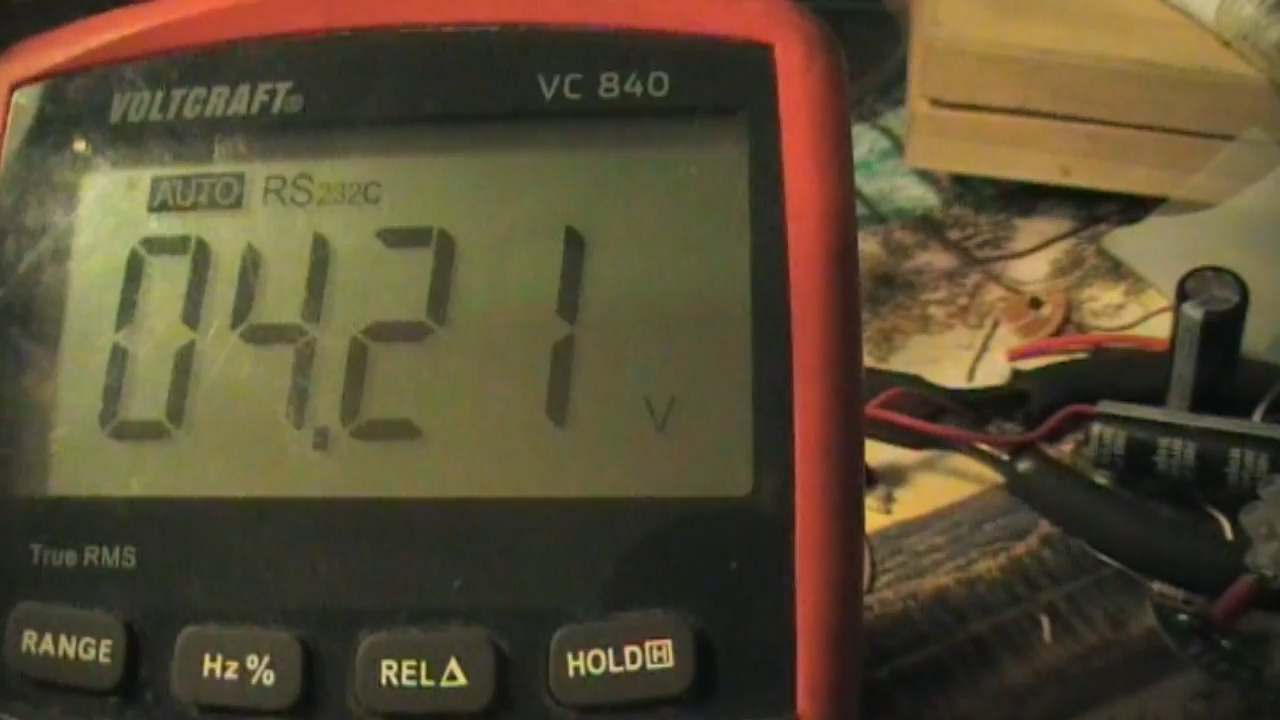 VOLTCRAFT®
VC 840
AUTO RS232C
04.21 V
True RMS
RANGE
Hz %
REL Δ
HOLD H